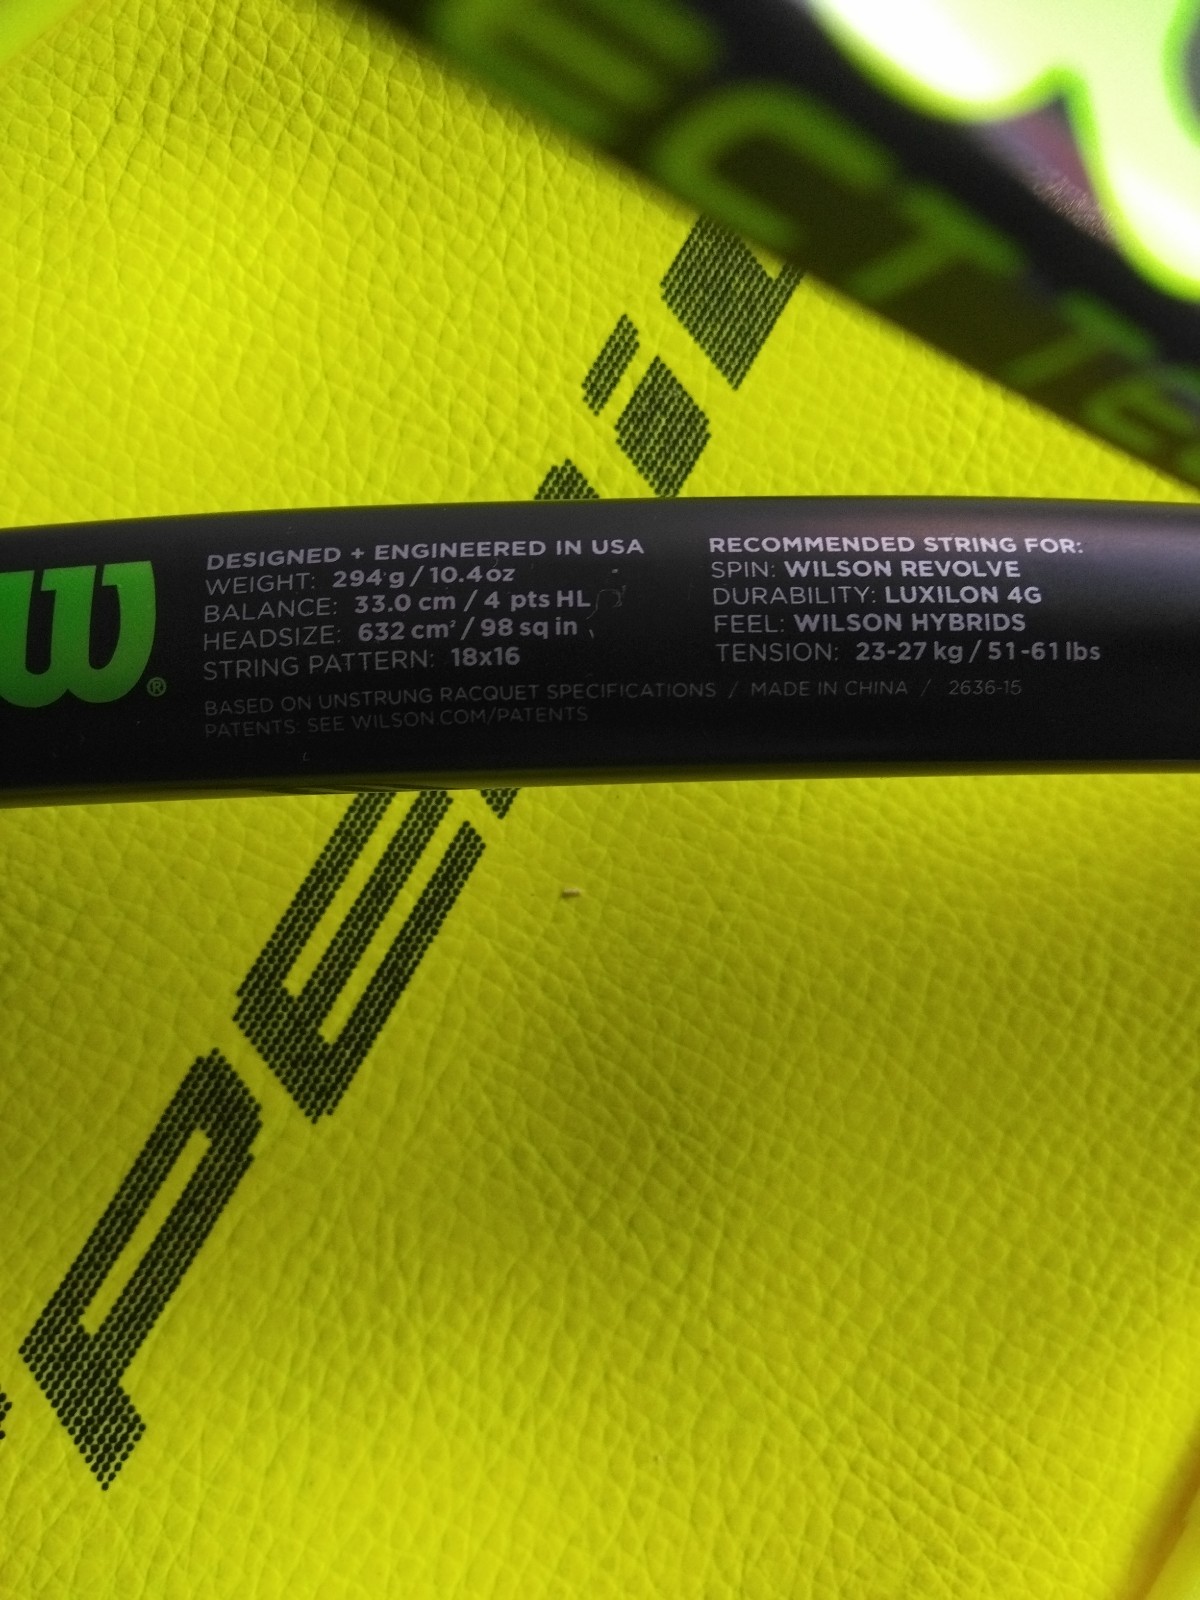 ECTIC
W®
DESIGNED + ENGINEERED IN USA
WEIGHT: 294 g / 10.4 oz
BALANCE: 33.0 cm / 4 pts HL
HEADSIZE: 632 cm² / 98 sq in
STRING PATTERN: 18x16
RECOMMENDED STRING FOR:
SPIN: WILSON REVOLVE
DURABILITY: LUXILON 4G
FEEL: WILSON HYBRIDS
TENSION: 23-27 kg / 51-61 lbs
BASED ON UNSTRUNG RACQUET SPECIFICATIONS / MADE IN CHINA / 2636-15
PATENTS: SEE WILSON.COM/PATENTS